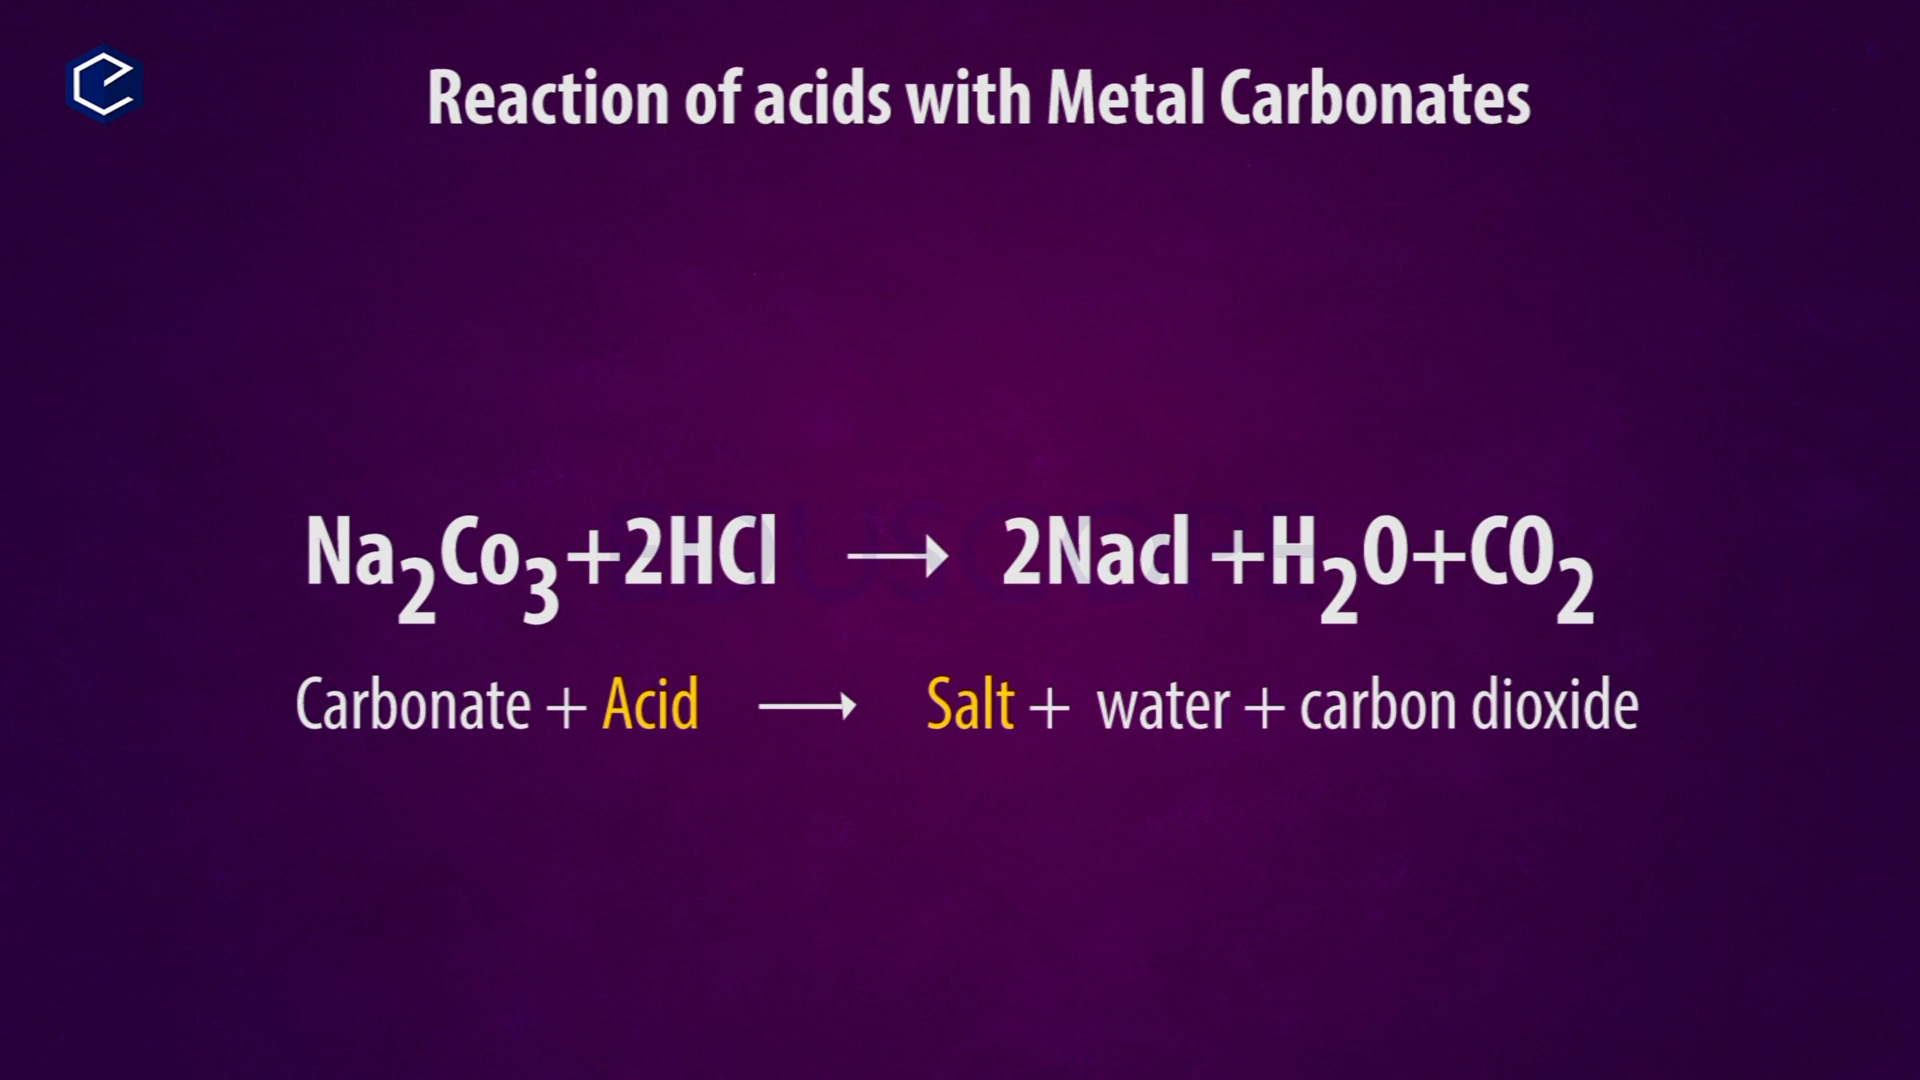 Reaction of acids with Metal Carbonates
Na₂Co₃+2HCl ⟶ 2Nacl +H₂O+CO₂
Carbonate + Acid ⟶ Salt + water + carbon dioxide